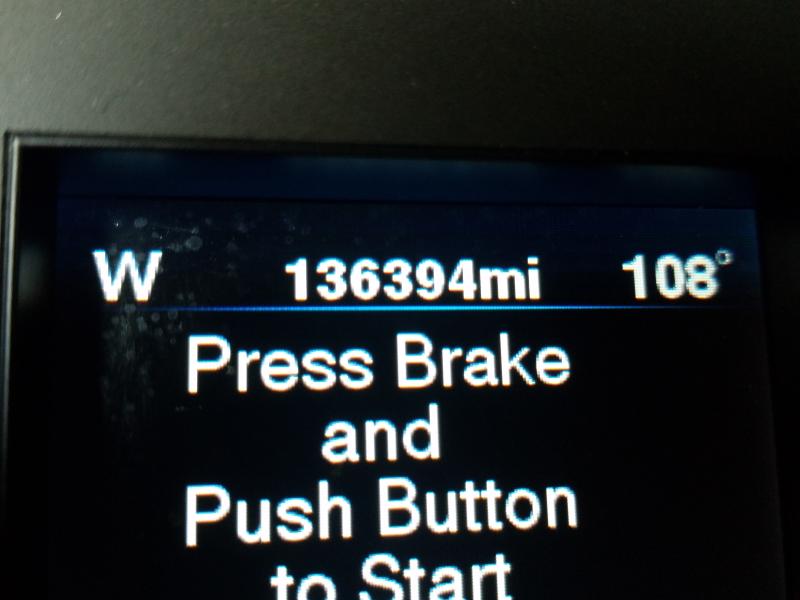 W 136394mi 108°
Press Brake
and
Push Button
to Start